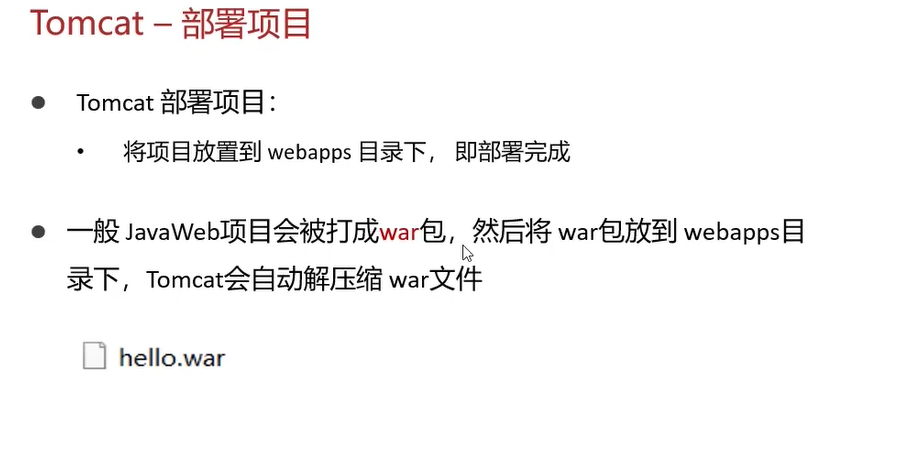 Tomcat – 部署项目
● Tomcat 部署项目：
• 将项目放置到 webapps 目录下， 即部署完成
● 一般 JavaWeb项目会被打成war包，然后将 war包放到 webapps目
录下，Tomcat会自动解压缩 war文件
hello.war